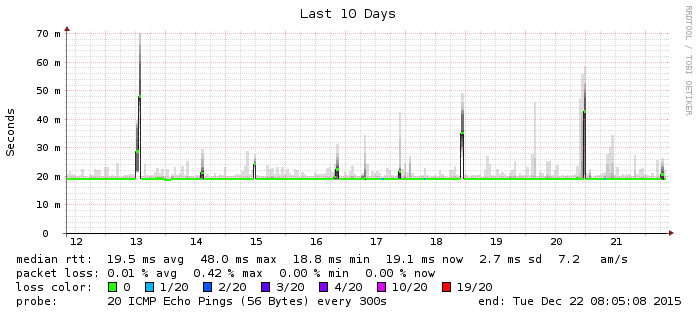 Last 10 Days
RRDTOOL / TOBI OETIKER
Seconds
70 m
60 m
50 m
40 m
30 m
20 m
10 m
0
12 13 14 15 16 17 18 19 20 21
median rtt: 19.5 ms avg 48.0 ms max 18.8 ms min 19.1 ms now 2.7 ms sd 7.2 am/s
packet loss: 0.01 % avg 0.42 % max 0.00 % min 0.00 % now
loss color: 0 1/20 2/20 3/20 4/20 10/20 19/20
probe: 20 ICMP Echo Pings (56 Bytes) every 300s end: Tue Dec 22 08:05:08 2015